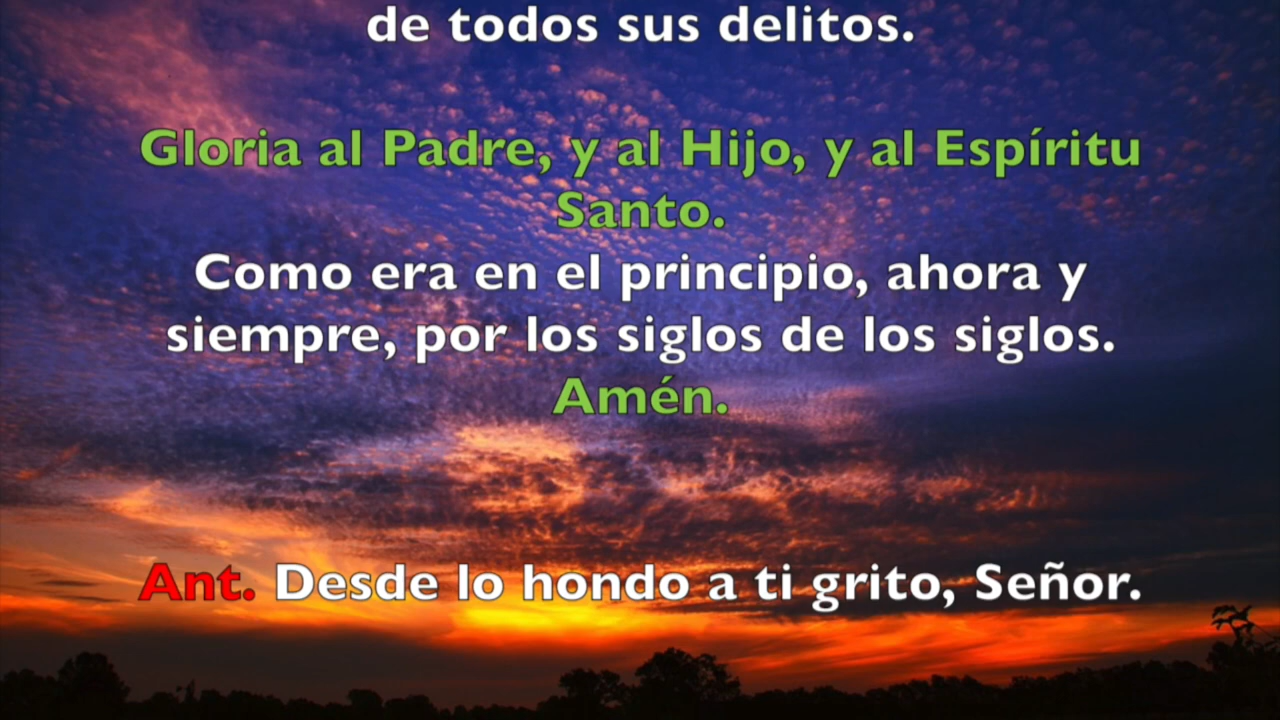 de todos sus delitos.
Gloria al Padre, y al Hijo, y al Espíritu
Santo.
Como era en el principio, ahora y
siempre, por los siglos de los siglos.
Amén.
Ant. Desde lo hondo a ti grito, Señor.